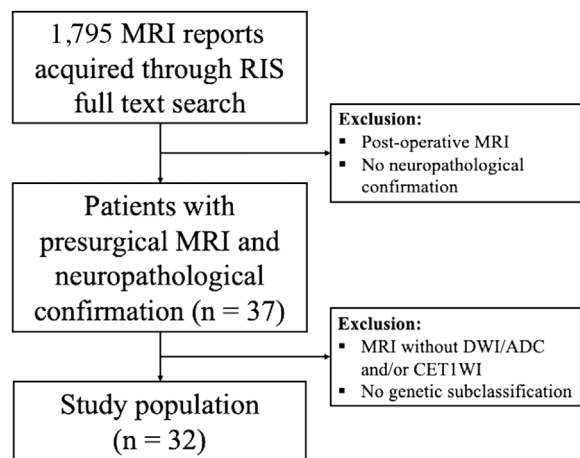 1,795 MRI reports
acquired through RIS
full text search
Exclusion:
▪ Post-operative MRI
▪ No neuropathological
confirmation
Patients with
presurgical MRI and
neuropathological
confirmation (n = 37)
Exclusion:
▪ MRI without DWI/ADC
and/or CET1WI
▪ No genetic subclassification
Study population
(n = 32)